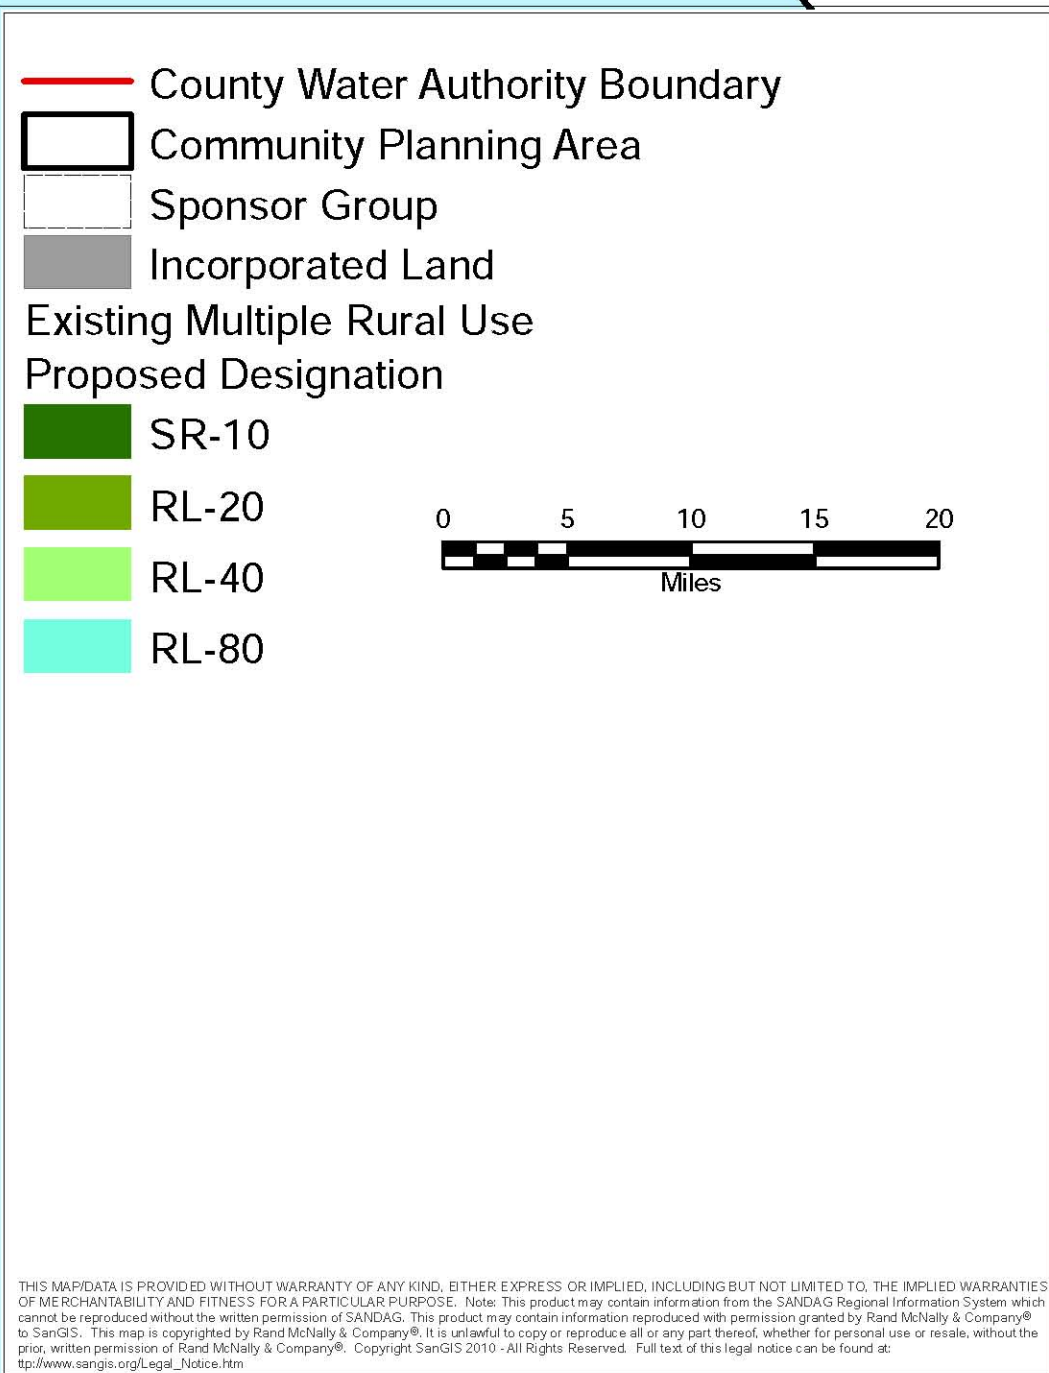 County Water Authority Boundary
Community Planning Area
Sponsor Group
Incorporated Land
Existing Multiple Rural Use
Proposed Designation
SR-10
RL-20
RL-40
RL-80
0 5 10 15 20
Miles
THIS MAP/DATA IS PROVIDED WITHOUT WARRANTY OF ANY KIND, EITHER EXPRESS OR IMPLIED, INCLUDING BUT NOT LIMITED TO, THE IMPLIED WARRANTIES
OF MERCHANTABILITY AND FITNESS FOR A PARTICULAR PURPOSE. Note: This product may contain information from the SANDAG Regional Information System which
cannot be reproduced without the written permission of SANDAG. This product may contain information reproduced with permission granted by Rand McNally & Company®
to SanGIS. This map is copyrighted by Rand McNally & Company®. It is unlawful to copy or reproduce all or any part thereof, whether for personal use or resale, without the
prior, written permission of Rand McNally & Company®. Copyright SanGIS 2010 - All Rights Reserved. Full text of this legal notice can be found at:
ttp://www.sangis.org/Legal_Notice.htm